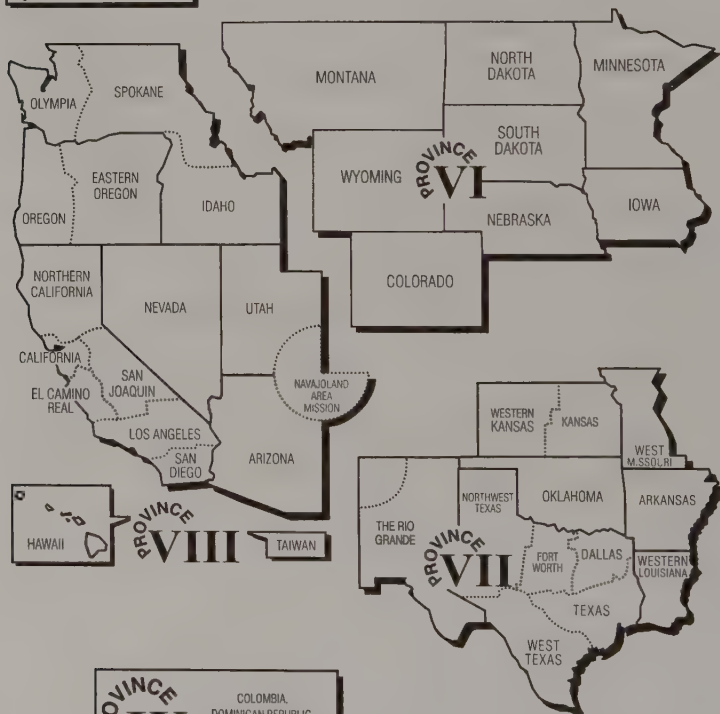 MONTANA
NORTH
DAKOTA
MINNESOTA
SOUTH
DAKOTA
WYOMING
PROVINCE
VI
NEBRASKA
IOWA
COLORADO
OLYMPIA
SPOKANE
EASTERN
OREGON
OREGON
IDAHO
NORTHERN
CALIFORNIA
NEVADA
UTAH
CALIFORNIA
SAN
JOAQUIN
EL CAMINO
REAL
NAVAJOLAND
AREA
MISSION
LOS ANGELES
SAN
DIEGO
ARIZONA
HAWAII
PROVINCE
VIII
TAIWAN
WESTERN
KANSAS
KANSAS
WEST
MISSOURI
NORTHWEST
TEXAS
OKLAHOMA
ARKANSAS
THE RIO
GRANDE
PROVINCE
VII
FORT
WORTH
DALLAS
WESTERN
LOUISIANA
TEXAS
WEST
TEXAS
COLOMBIA,
DOMINICAN REPUBLIC,